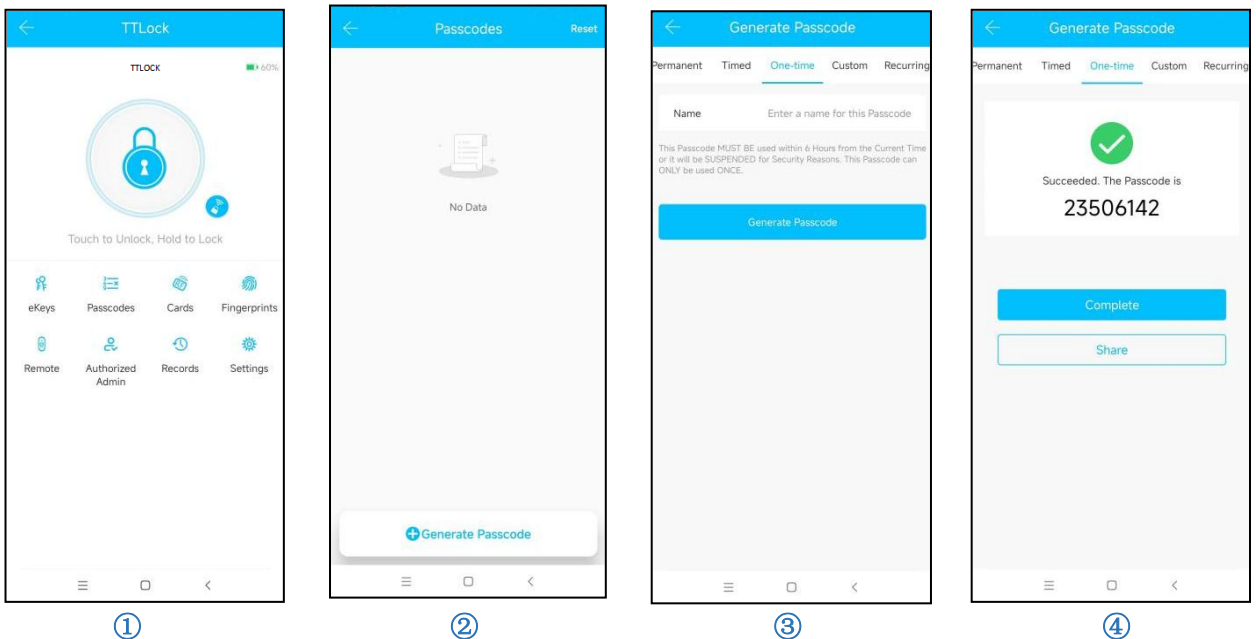 TTLock
TTLOCK
60%
Touch to Unlock, Hold to Lock
eKeys
Passcodes
Cards
Fingerprints
Remote
Authorized
Admin
Records
Settings
①
Passcodes
Reset
No Data
Generate Passcode
②
Generate Passcode
Permanent
Timed
One-time
Custom
Recurring
Name
Enter a name for this Passcode
This Passcode MUST BE used within 6 Hours from the Current Time
or it will be SUSPENDED for Security Reasons. This Passcode can
ONLY be used ONCE.
Generate Passcode
③
Generate Passcode
Permanent
Timed
One-time
Custom
Recurring
Succeeded. The Passcode is
23506142
Complete
Share
④